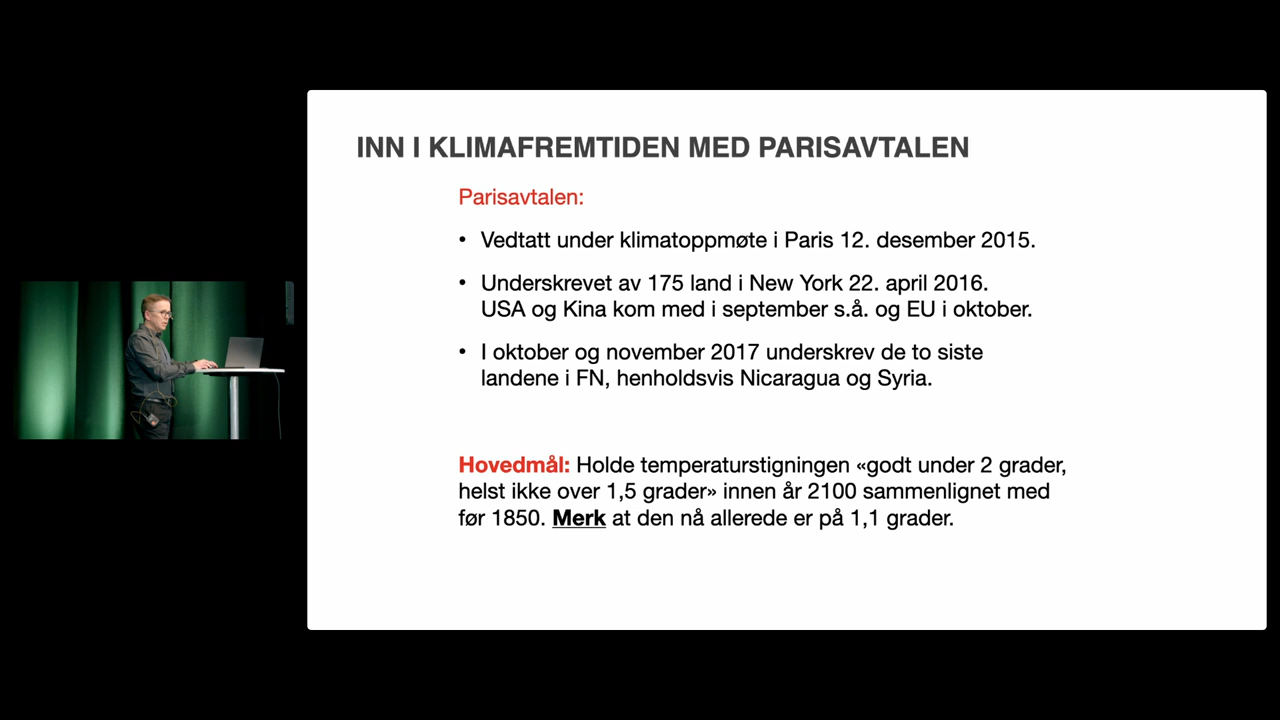 INN I KLIMAFREMTIDEN MED PARISAVTALEN
Parisavtalen:
• Vedtatt under klimatoppmøte i Paris 12. desember 2015.
• Underskrevet av 175 land i New York 22. april 2016.
USA og Kina kom med i september s.å. og EU i oktober.
• I oktober og november 2017 underskrev de to siste
landene i FN, henholdsvis Nicaragua og Syria.
Hovedmål: Holde temperaturstigningen «godt under 2 grader,
helst ikke over 1,5 grader» innen år 2100 sammenlignet med
før 1850. Merk at den nå allerede er på 1,1 grader.